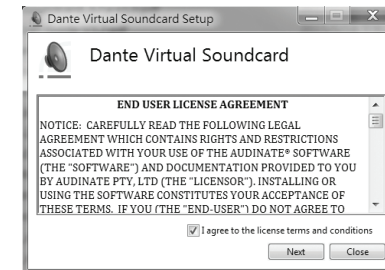 Dante Virtual Soundcard Setup
Dante Virtual Soundcard
END USER LICENSE AGREEMENT
NOTICE: CAREFULLY READ THE FOLLOWING LEGAL
AGREEMENT WHICH CONTAINS RIGHTS AND RESTRICTIONS
ASSOCIATED WITH YOUR USE OF THE AUDINATE® SOFTWARE
(THE "SOFTWARE") AND DOCUMENTATION PROVIDED TO YOU
BY AUDINATE PTY, LTD (THE "LICENSOR"). INSTALLING OR
USING THE SOFTWARE CONSTITUTES YOUR ACCEPTANCE OF
THESE TERMS. IF YOU (THE "END-USER") DO NOT AGREE TO
I agree to the license terms and conditions
Next Close